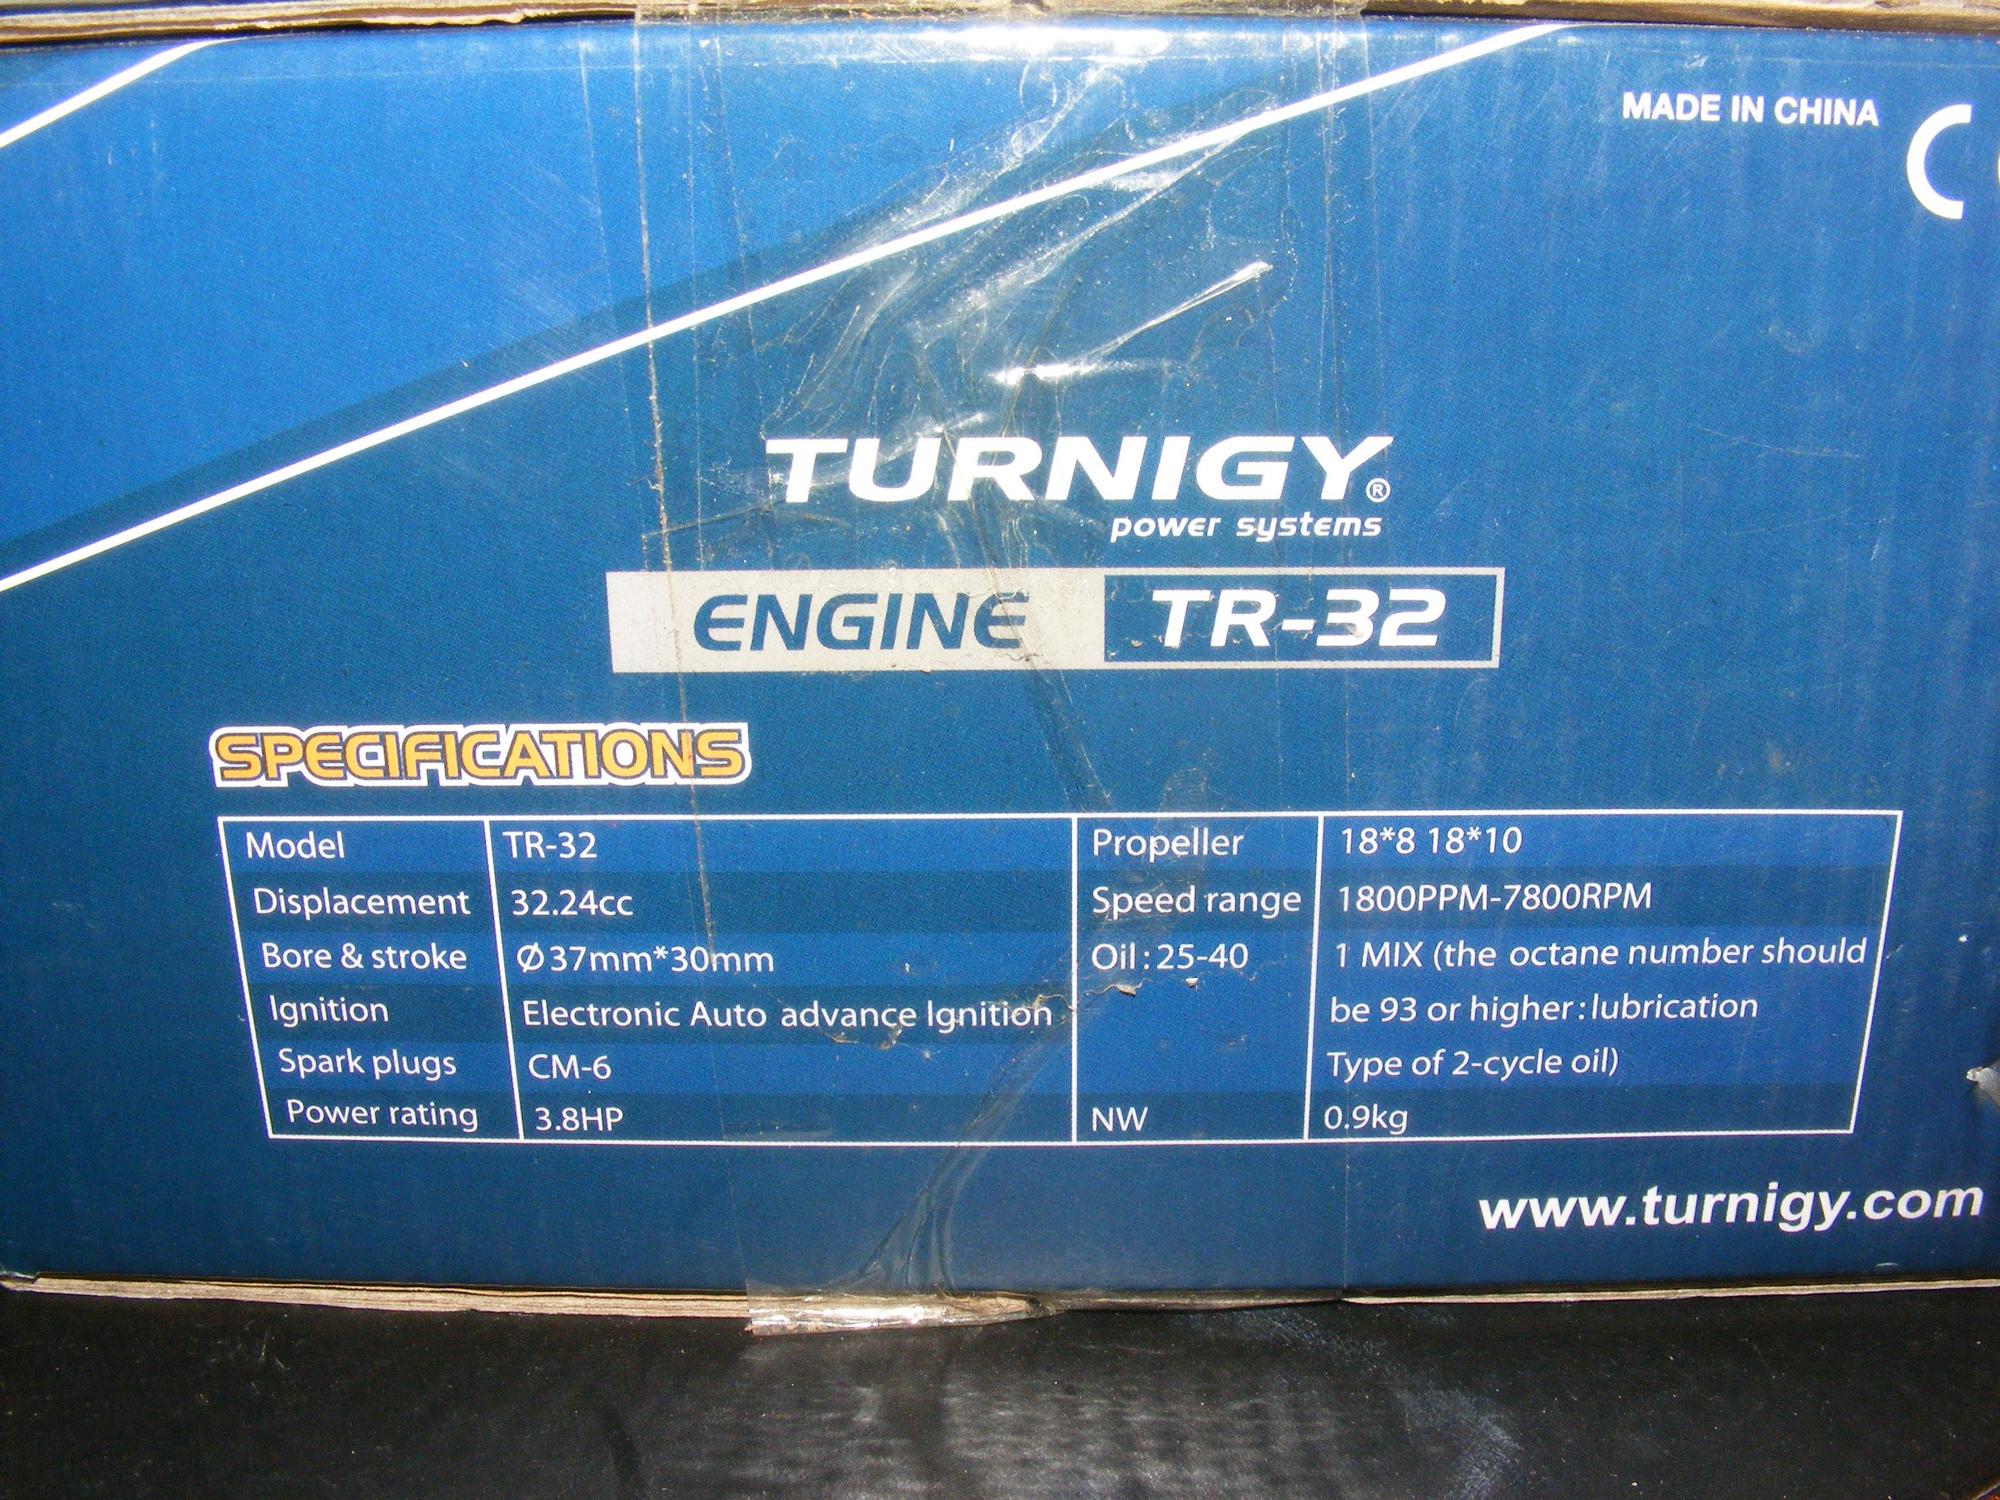 MADE IN CHINA
CE
TURNIGY®
power systems
ENGINE TR-32
SPECIFICATIONS
Model TR-32 Propeller 18*8 18*10
Displacement 32.24cc Speed range 1800PPM-7800RPM
Bore & stroke Ø37mm*30mm Oil:25-40 1 MIX (the octane number should
Ignition Electronic Auto advance Ignition be 93 or higher:lubrication
Spark plugs CM-6 Type of 2-cycle oil)
Power rating 3.8HP NW 0.9kg
www.turnigy.com